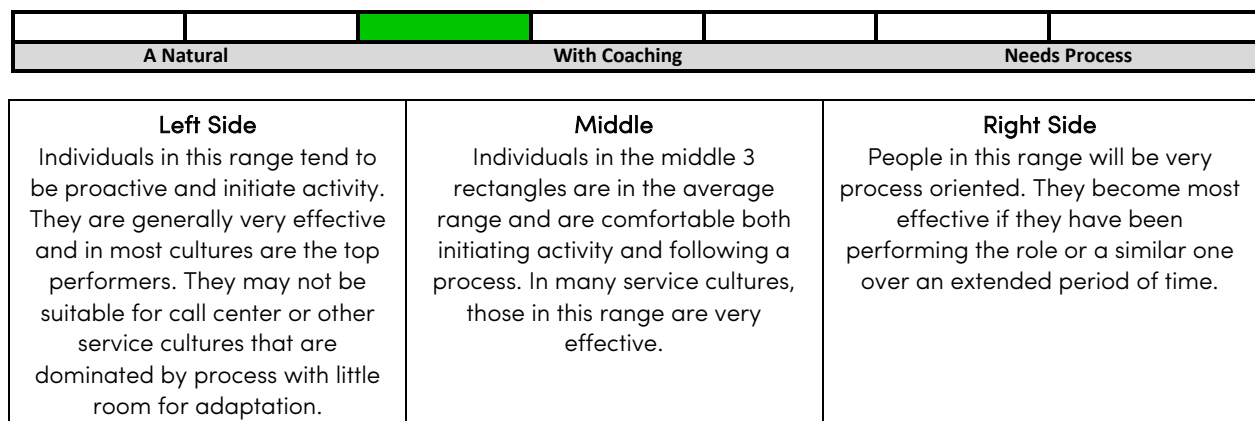 A Natural With Coaching Needs Process
Left Side
Individuals in this range tend to
be proactive and initiate activity.
They are generally very effective
and in most cultures are the top
performers. They may not be
suitable for call center or other
service cultures that are
dominated by process with little
room for adaptation.
Middle
Individuals in the middle 3
rectangles are in the average
range and are comfortable both
initiating activity and following a
process. In many service cultures,
those in this range are very
effective.
Right Side
People in this range will be very
process oriented. They become most
effective if they have been
performing the role or a similar one
over an extended period of time.